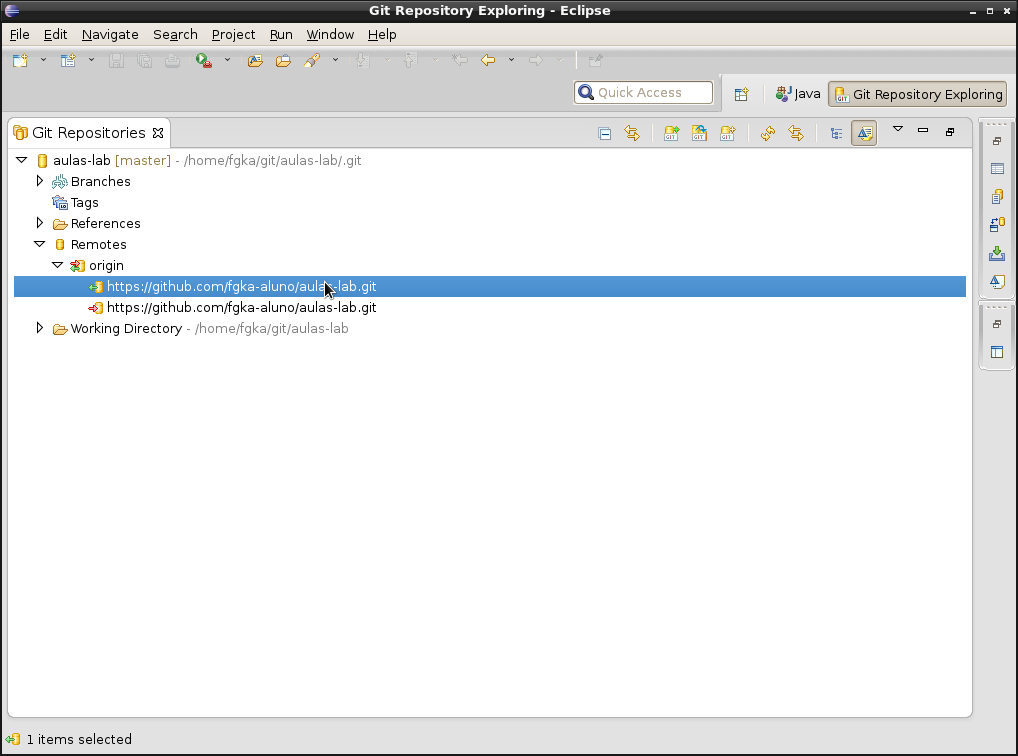 Git Repository Exploring - Eclipse
File Edit Navigate Search Project Run Window Help
Quick Access
Java
Git Repository Exploring
Git Repositories
aulas-lab [master] - /home/fgka/git/aulas-lab/.git
Branches
Tags
References
Remotes
origin
https://github.com/fgka-aluno/aulas-lab.git
https://github.com/fgka-aluno/aulas-lab.git
Working Directory - /home/fgka/git/aulas-lab
1 items selected